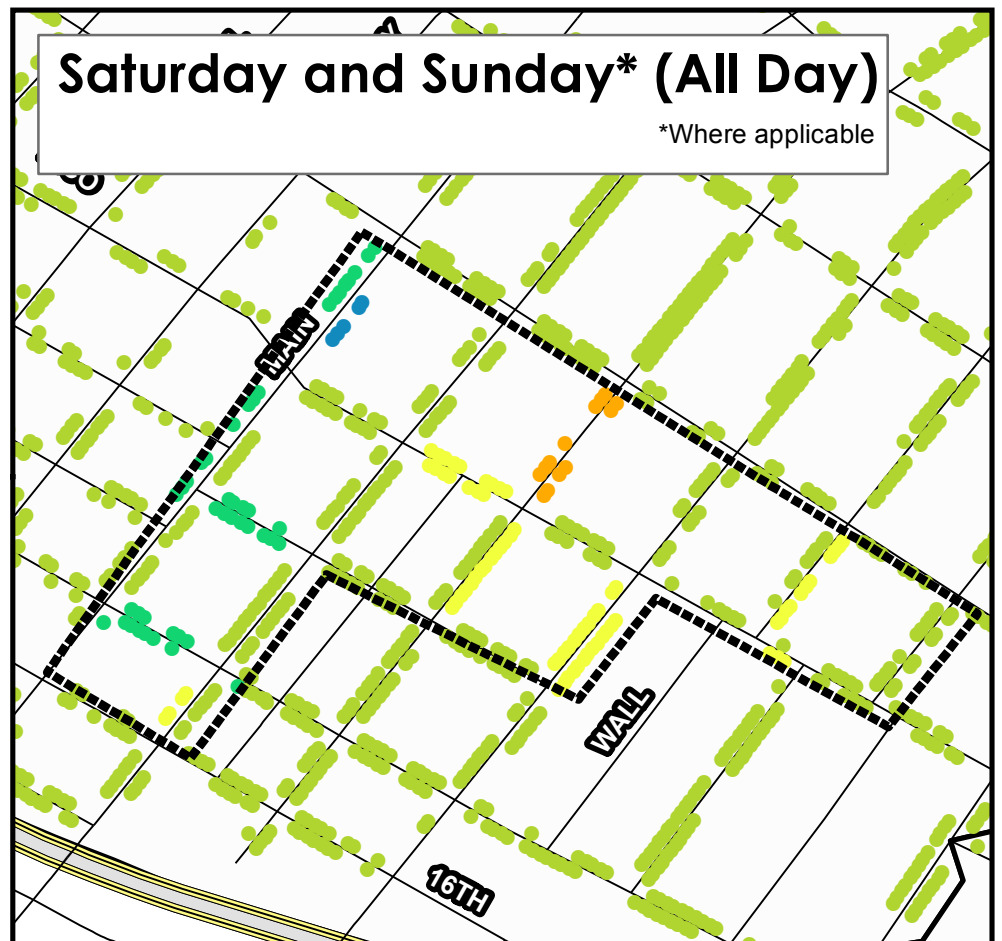 Saturday and Sunday* (All Day)
*Where applicable
MAIN
WALL
16TH